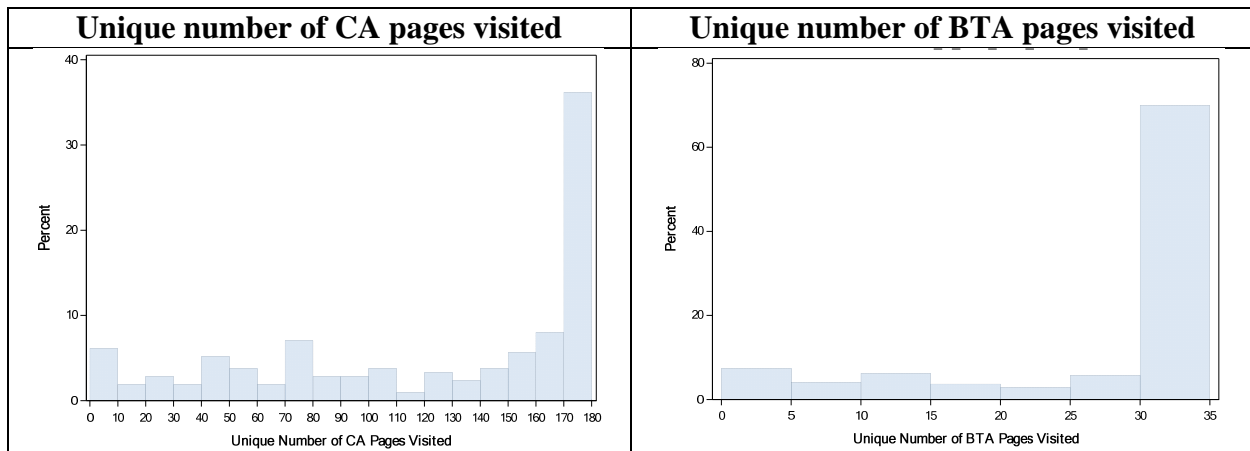 Unique number of CA pages visited
Unique number of BTA pages visited
40
30
20
10
0
Percent
0 10 20 30 40 50 60 70 80 90 100 110 120 130 140 150 160 170 180
Unique Number of CA Pages Visited
80
60
40
20
0
Percent
0 5 10 15 20 25 30 35
Unique Number of BTA Pages Visited